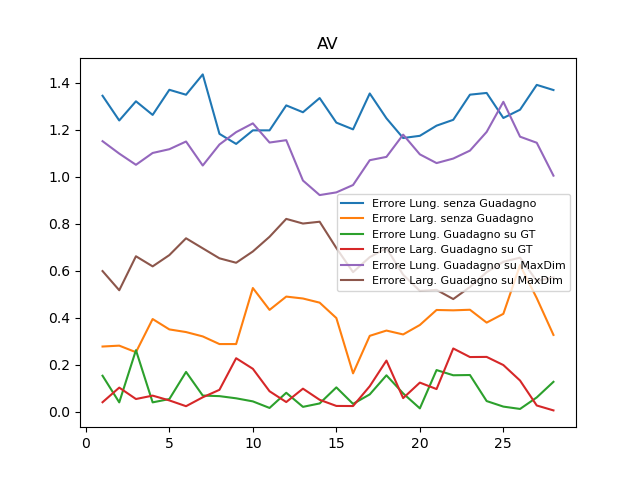 AV
1.4
1.2
1.0
0.8
0.6
0.4
0.2
0.0
Errore Lung. senza Guadagno
Errore Larg. senza Guadagno
Errore Lung. Guadagno su GT
Errore Larg. Guadagno su GT
Errore Lung. Guadagno su MaxDim
Errore Larg. Guadagno su MaxDim
0 5 10 15 20 25